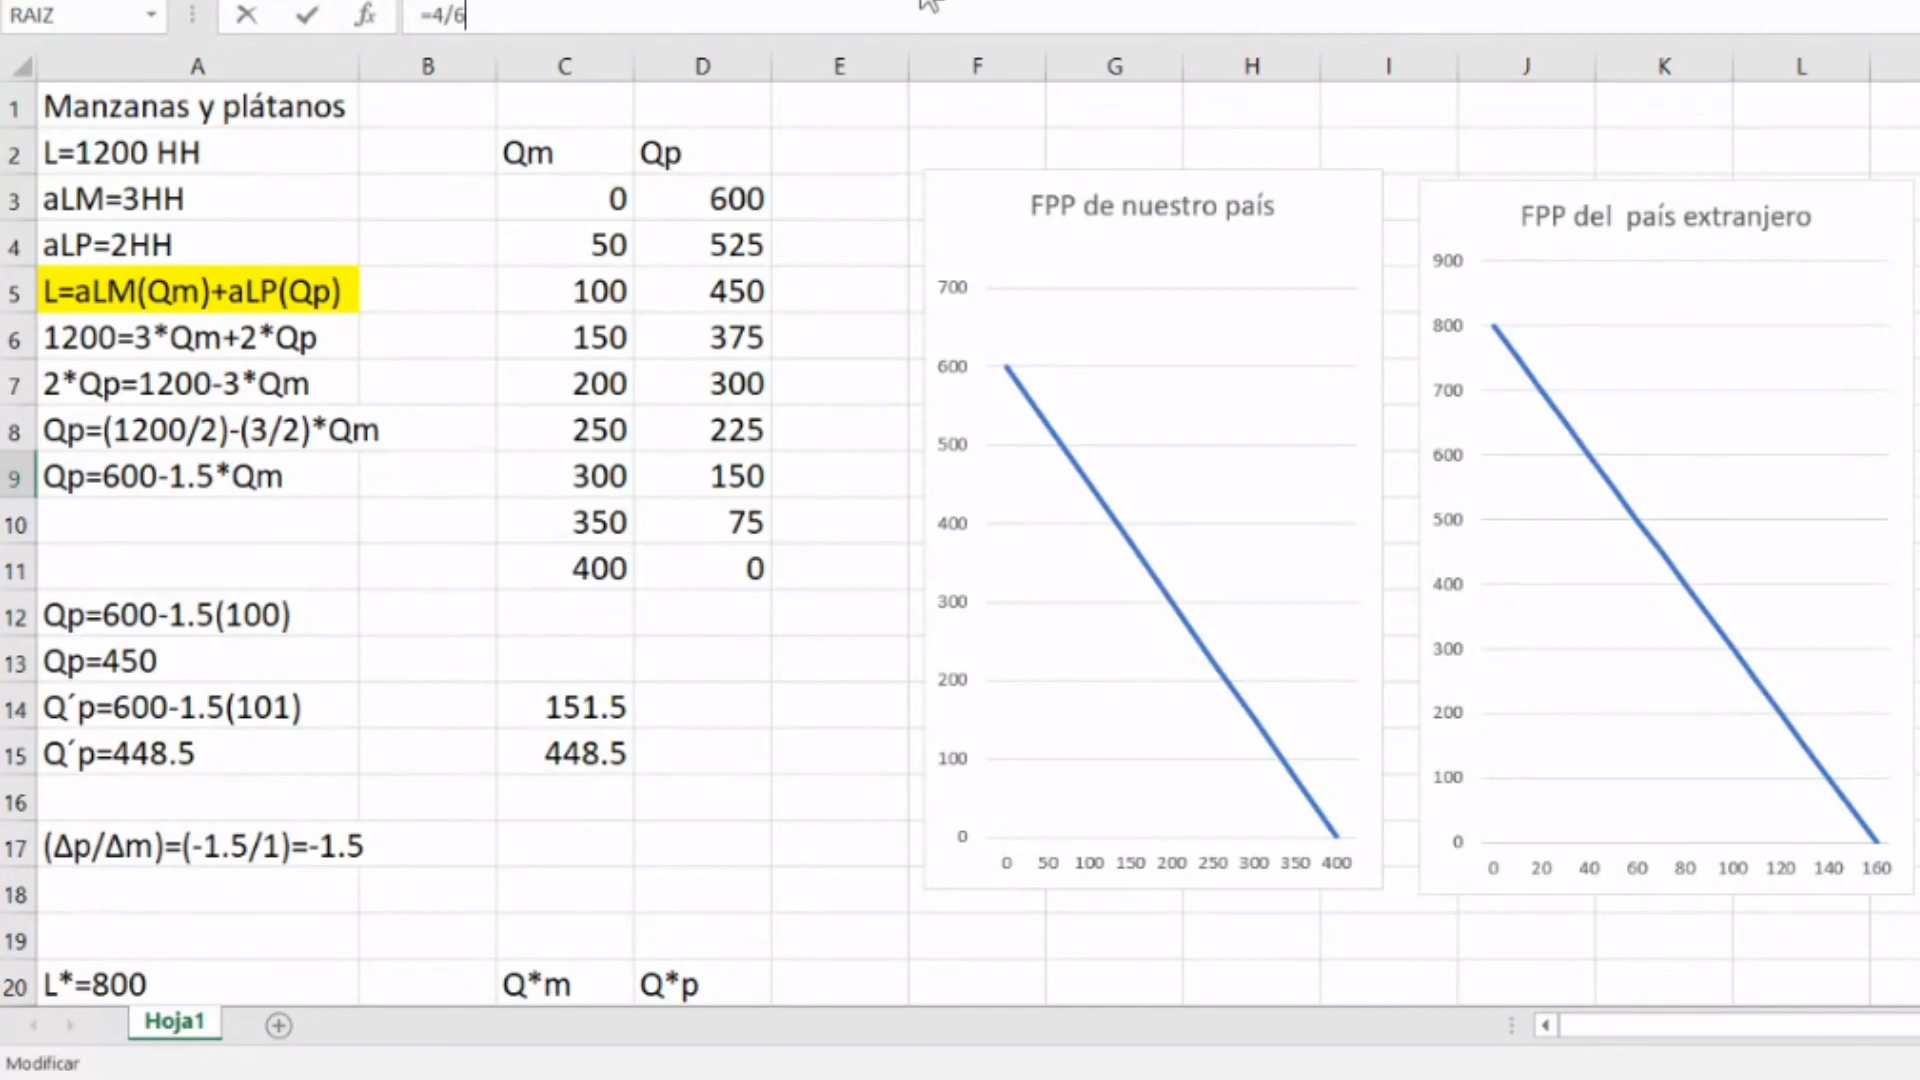 RAIZ
fx
=4/6
A B C D E F G H I J K L
1 Manzanas y plátanos
2 L=1200 HH Qm Qp
3 aLM=3HH 0 600
4 aLP=2HH 50 525
5 L=aLM(Qm)+aLP(Qp) 100 450
6 1200=3*Qm+2*Qp 150 375
7 2*Qp=1200-3*Qm 200 300
8 Qp=(1200/2)-(3/2)*Qm 250 225
9 Qp=600-1.5*Qm 300 150
10 350 75
11 400 0
12 Qp=600-1.5(100)
13 Qp=450
14 Q´p=600-1.5(101) 151.5
15 Q´p=448.5 448.5
16
17 (Δp/Δm)=(-1.5/1)=-1.5
18
19
20 L*=800 Q*m Q*p
FPP de nuestro país
700
600
500
400
300
200
100
0
0 50 100 150 200 250 300 350 400
FPP del país extranjero
900
800
700
600
500
400
300
200
100
0
0 20 40 60 80 100 120 140 160
Hoja1
Modificar